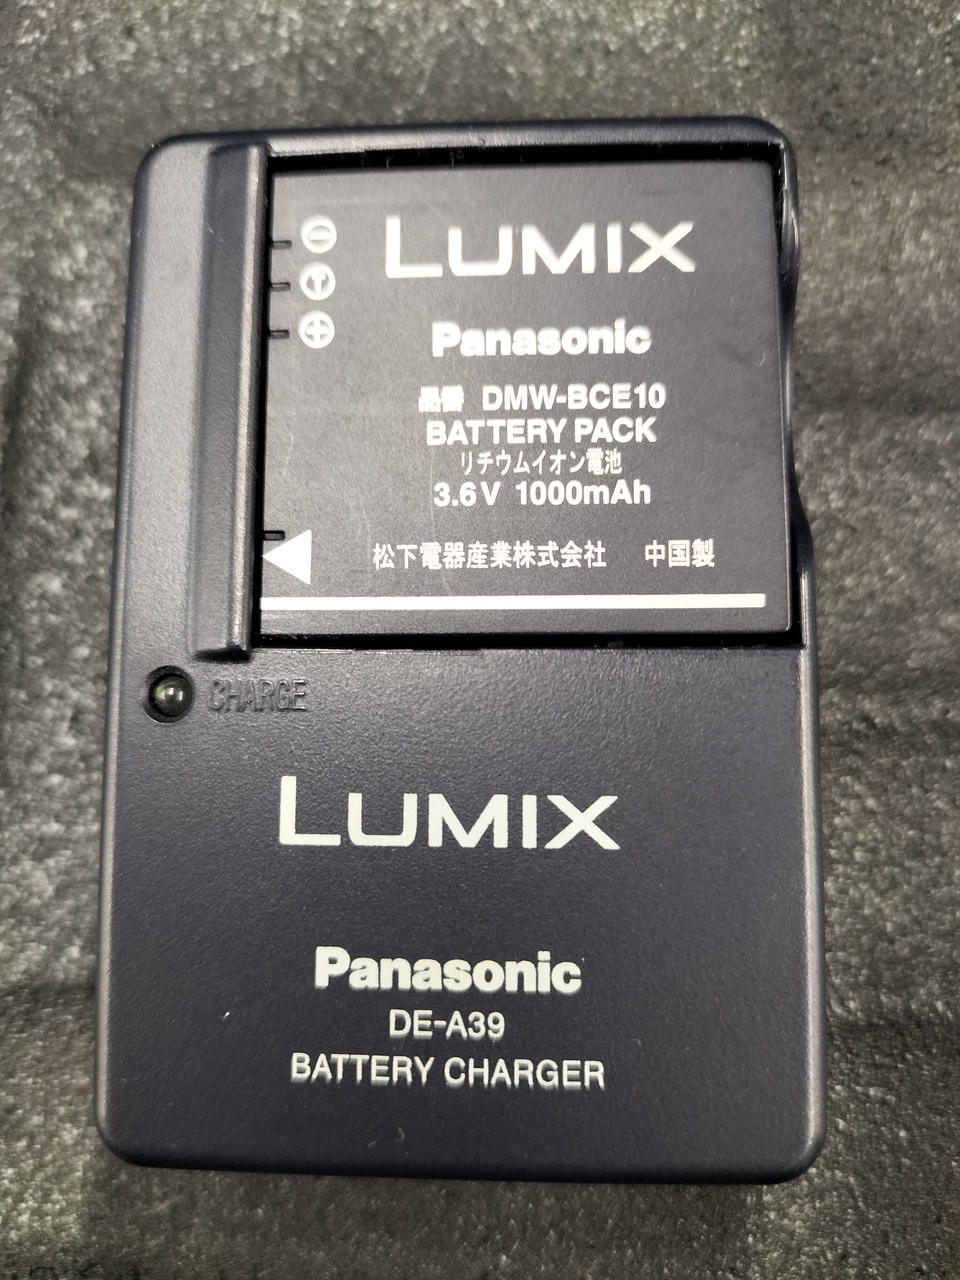 LUMIX
Panasonic
品番 DMW-BCE10
BATTERY PACK
リチウムイオン電池
3.6V 1000mAh
松下電器産業株式会社 中国製
CHARGE
LUMIX
Panasonic
DE-A39
BATTERY CHARGER